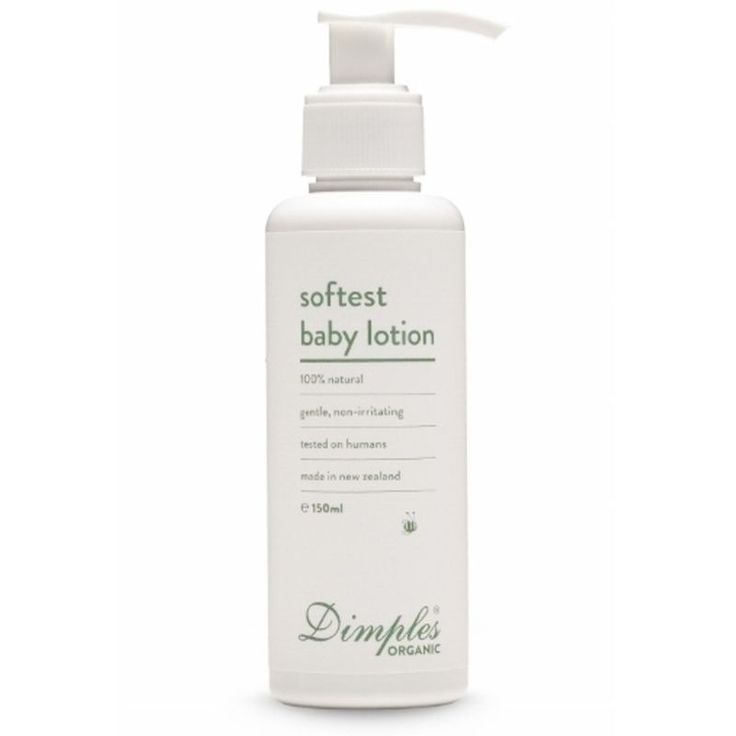 softest
baby lotion
100% natural
gentle, non-irritating
tested on humans
made in new zealand
℮ 150ml
Dimples®
ORGANIC